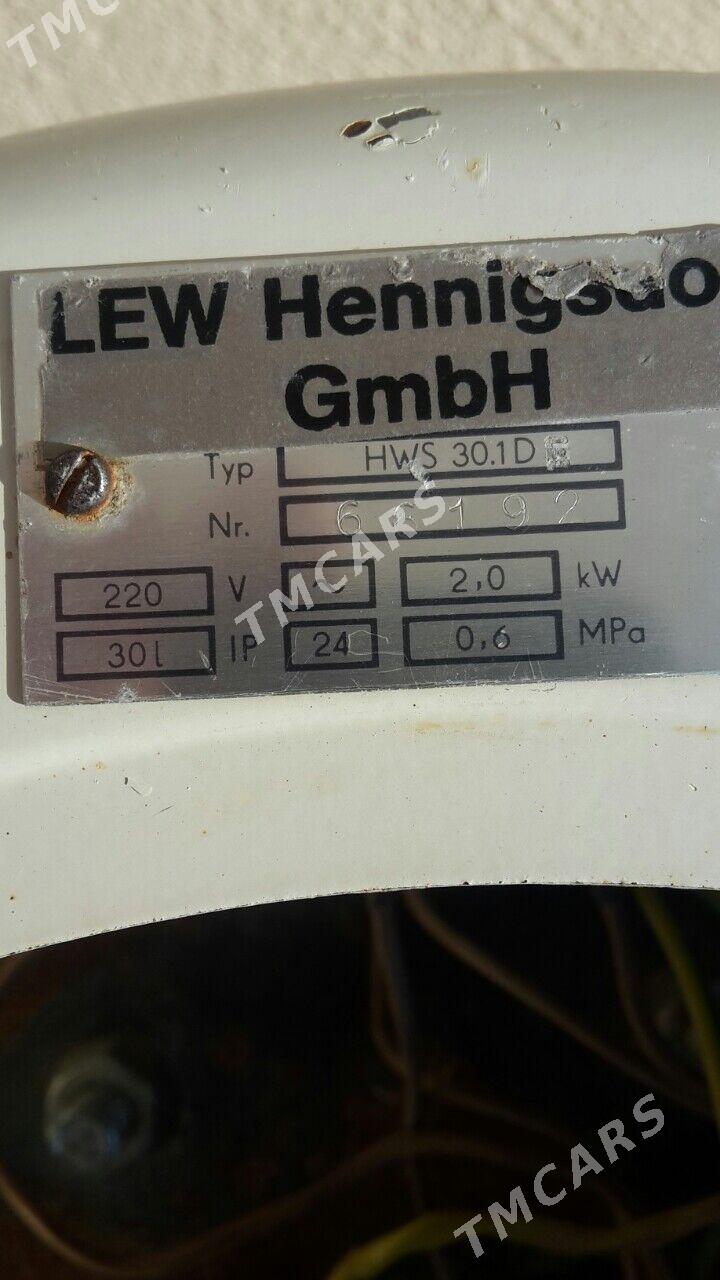 TMCARS
LEW Hennigsdo
GmbH
Typ HWS 30.1D
Nr. 66192
220 V 2,0 kW
30l IP 24 0,6 MPa
TMCARS
TMCARS